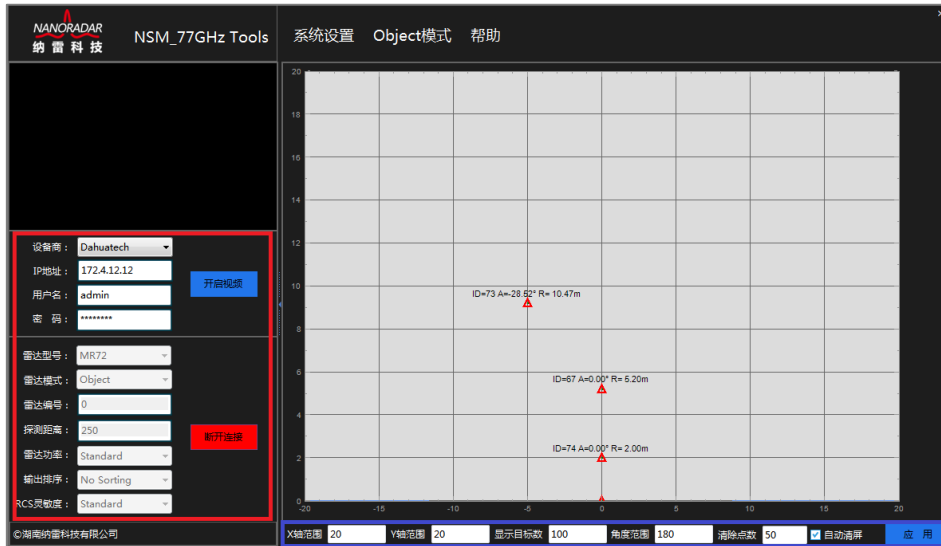 NANORADAR
纳雷科技
NSM_77GHz Tools
系统设置 Object模式 帮助
设备商： Dahuatech
IP地址： 172.4.12.12
用户名： admin
密 码： ********
开启视频
雷达型号： MR72
雷达模式： Object
雷达编号： 0
探测距离： 250
雷达功率： Standard
输出排序： No Sorting
RCS灵敏度： Standard
断开连接
©湖南纳雷科技有限公司
20
18
16
14
12
10
8
6
4
2
0
ID=73 A=-28.52° R= 10.47m
ID=67 A=0.00° R= 5.20m
ID=74 A=0.00° R= 2.00m
-20 -15 -10 -5 0 5 10 15 20
X轴范围 20 Y轴范围 20 显示目标数 100 角度范围 180 清除点数 50 自动清屏 应 用